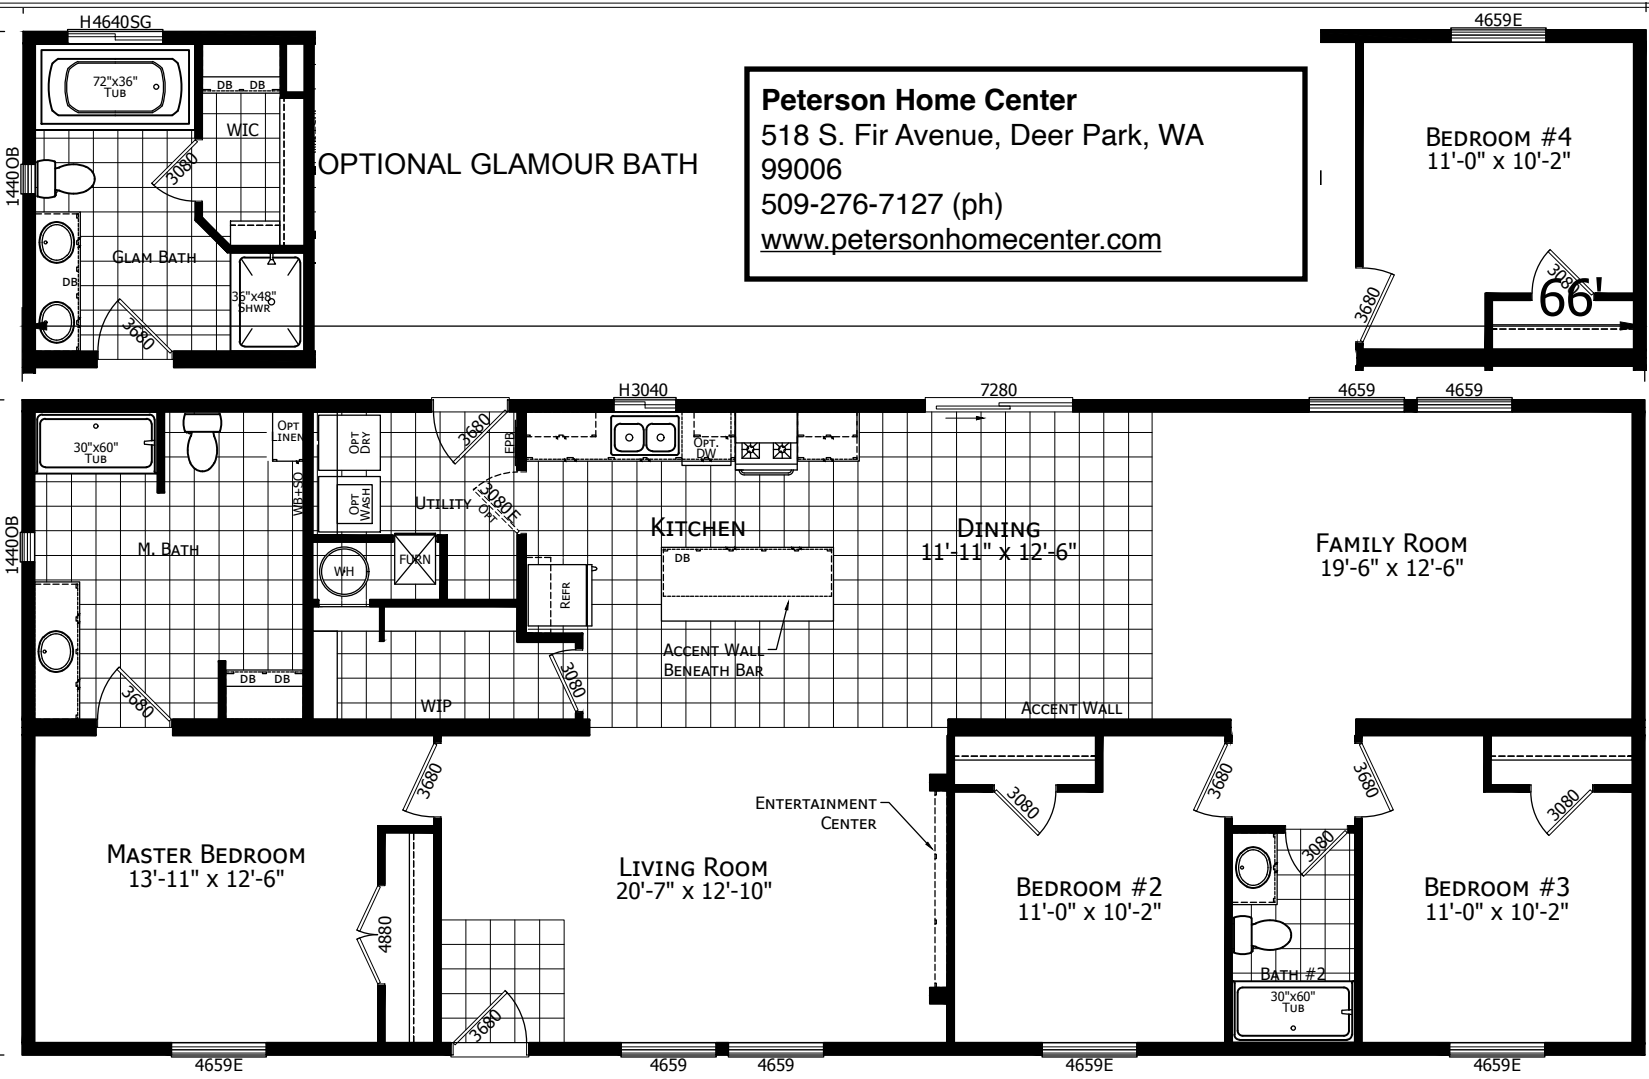 H4640SG
72"x36"
TUB
DB DB
WIC
3080
1440OB
OPTIONAL GLAMOUR BATH
GLAM BATH
DB
36"x48"
SHWR
3680
Peterson Home Center
518 S. Fir Avenue, Deer Park, WA
99006
509-276-7127 (ph)
www.petersonhomecenter.com
4659E
BEDROOM #4
11'-0" x 10'-2"
3080
66'
3680
H3040
7280
4659
4659
30"x60"
TUB
OPT
LINEN
WB+SO
OPT
DRY
OPT
WASH
3680
EPB
UTILITY
3080F
OPT
OPT.
DW
1440OB
M. BATH
WH
FURN
REFR
KITCHEN
DB
ACCENT WALL
BENEATH BAR
DINING
11'-11" x 12'-6"
FAMILY ROOM
19'-6" x 12'-6"
3680
DB DB
WIP
3080
ACCENT WALL
3680
MASTER BEDROOM
13'-11" x 12'-6"
4880
ENTERTAINMENT
CENTER
LIVING ROOM
20'-7" x 12'-10"
3680
3080
3680
BEDROOM #2
11'-0" x 10'-2"
3080
BATH #2
30"x60"
TUB
3680
3080
BEDROOM #3
11'-0" x 10'-2"
4659E
4659
4659
4659E
4659E